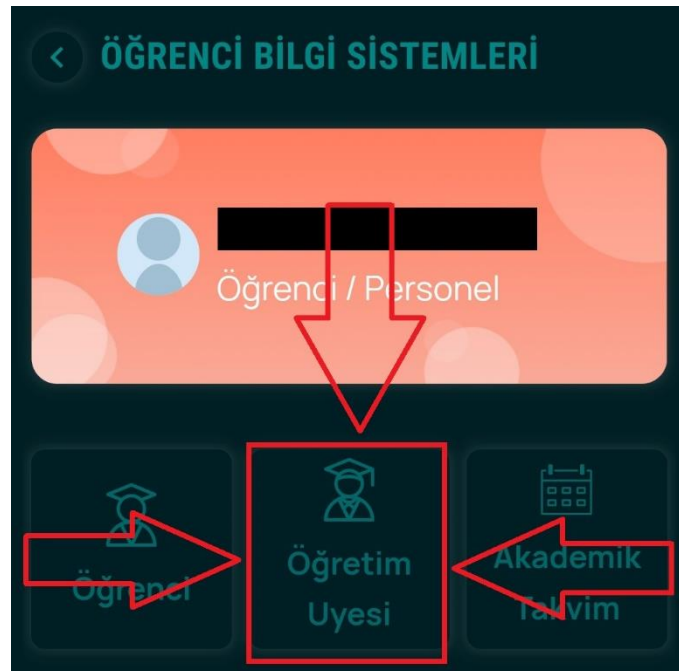 ÖĞRENCİ BİLGİ SİSTEMLERİ
Öğrenci / Personel
Öğrenci
Öğretim
Uyesi
Akademik
Takvim